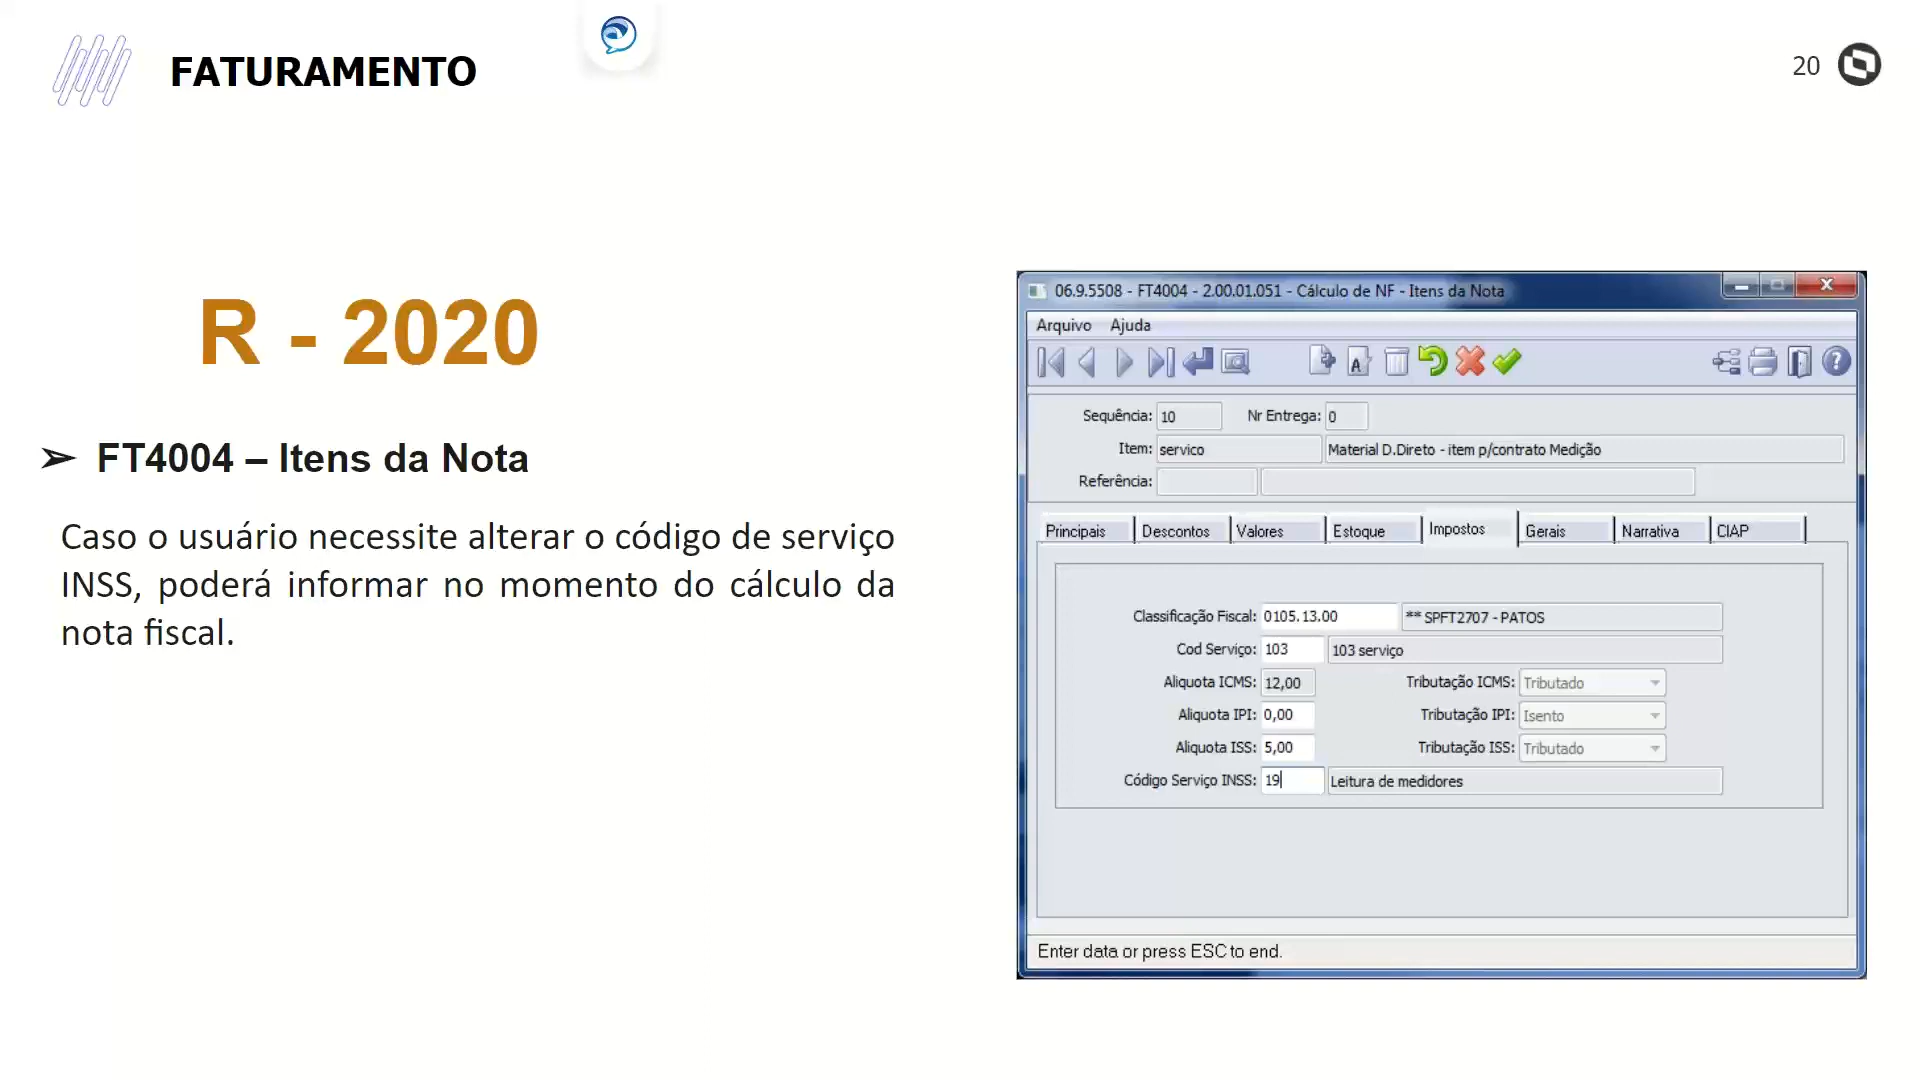 FATURAMENTO
20
R - 2020
➢ FT4004 – Itens da Nota
Caso o usuário necessite alterar o código de serviço
INSS, poderá informar no momento do cálculo da
nota fiscal.
06.9.5508 - FT4004 - 2.00.01.051 - Cálculo de NF - Itens da Nota
Arquivo Ajuda
Sequência: 10 Nr Entrega: 0
Item: servico Material D.Direto - item p/contrato Medição
Referência:
Principais Descontos Valores Estoque Impostos Gerais Narrativa CIAP
Classificação Fiscal: 0105.13.00 ** SPFT2707 - PATOS
Cod Serviço: 103 103 serviço
Aliquota ICMS: 12,00 Tributação ICMS: Tributado
Aliquota IPI: 0,00 Tributação IPI: Isento
Aliquota ISS: 5,00 Tributação ISS: Tributado
Código Serviço INSS: 19 Leitura de medidores
Enter data or press ESC to end.